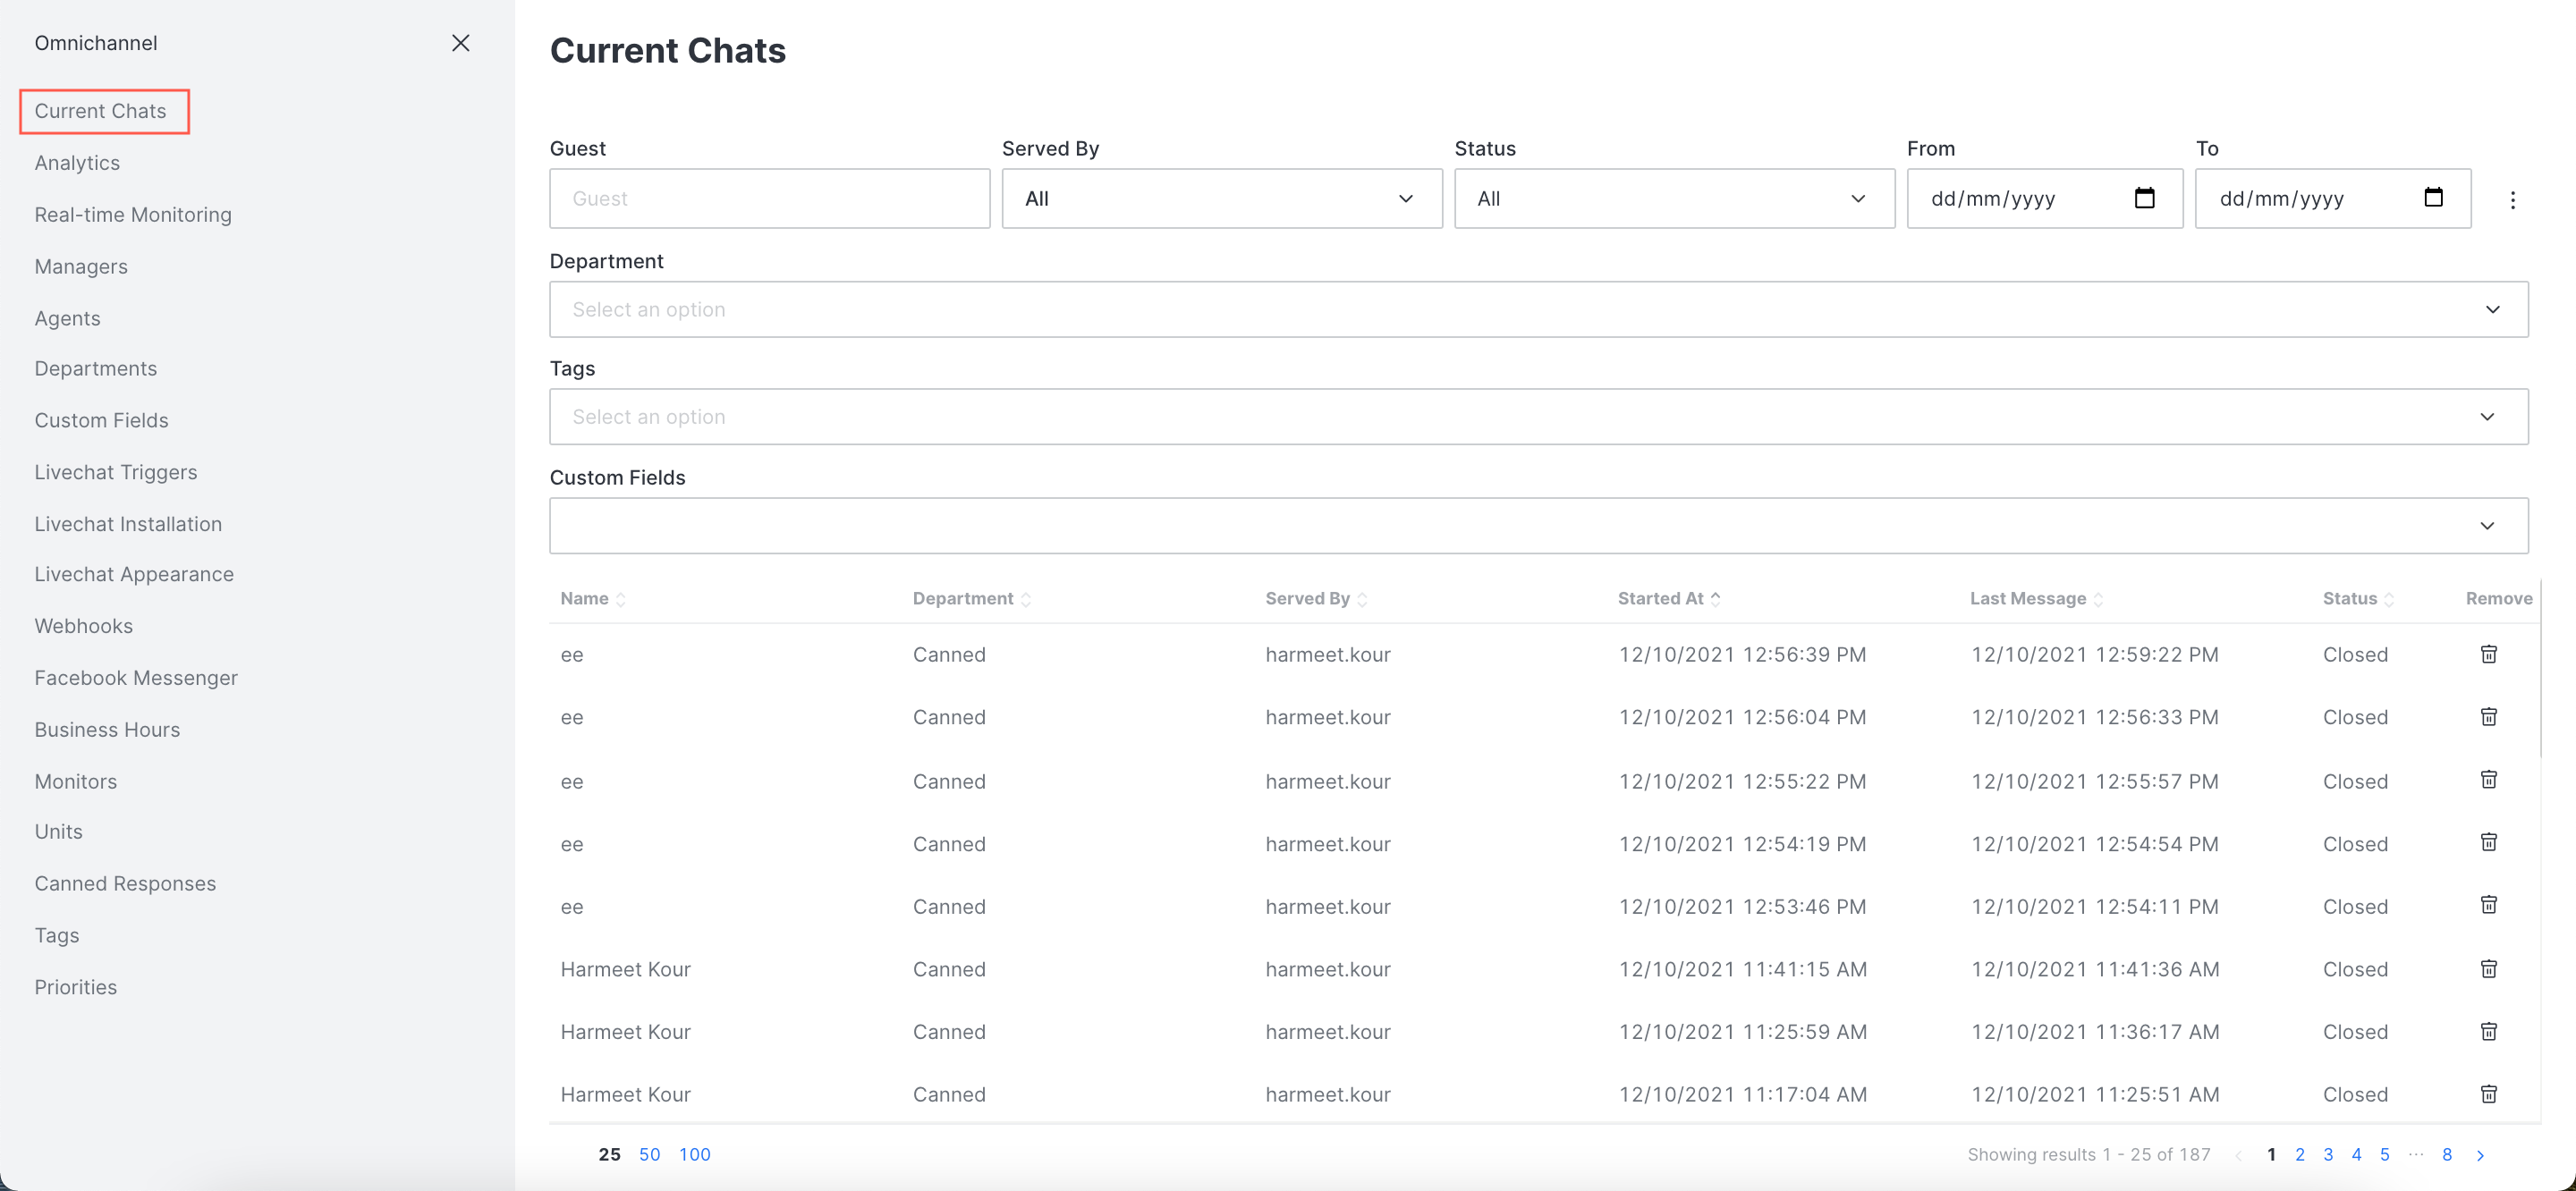 Omnichannel
Current Chats
Analytics
Real-time Monitoring
Managers
Agents
Departments
Custom Fields
Livechat Triggers
Livechat Installation
Livechat Appearance
Webhooks
Facebook Messenger
Business Hours
Monitors
Units
Canned Responses
Tags
Priorities
Current Chats
Guest Served By Status From To
Guest All All dd/mm/yyyy dd/mm/yyyy
Department
Select an option
Tags
Select an option
Custom Fields
Name Department Served By Started At Last Message Status Remove
ee Canned harmeet.kour 12/10/2021 12:56:39 PM 12/10/2021 12:59:22 PM Closed
ee Canned harmeet.kour 12/10/2021 12:56:04 PM 12/10/2021 12:56:33 PM Closed
ee Canned harmeet.kour 12/10/2021 12:55:22 PM 12/10/2021 12:55:57 PM Closed
ee Canned harmeet.kour 12/10/2021 12:54:19 PM 12/10/2021 12:54:54 PM Closed
ee Canned harmeet.kour 12/10/2021 12:53:46 PM 12/10/2021 12:54:11 PM Closed
Harmeet Kour Canned harmeet.kour 12/10/2021 11:41:15 AM 12/10/2021 11:41:36 AM Closed
Harmeet Kour Canned harmeet.kour 12/10/2021 11:25:59 AM 12/10/2021 11:36:17 AM Closed
Harmeet Kour Canned harmeet.kour 12/10/2021 11:17:04 AM 12/10/2021 11:25:51 AM Closed
25 50 100 Showing results 1 - 25 of 187 1 2 3 4 5 ··· 8